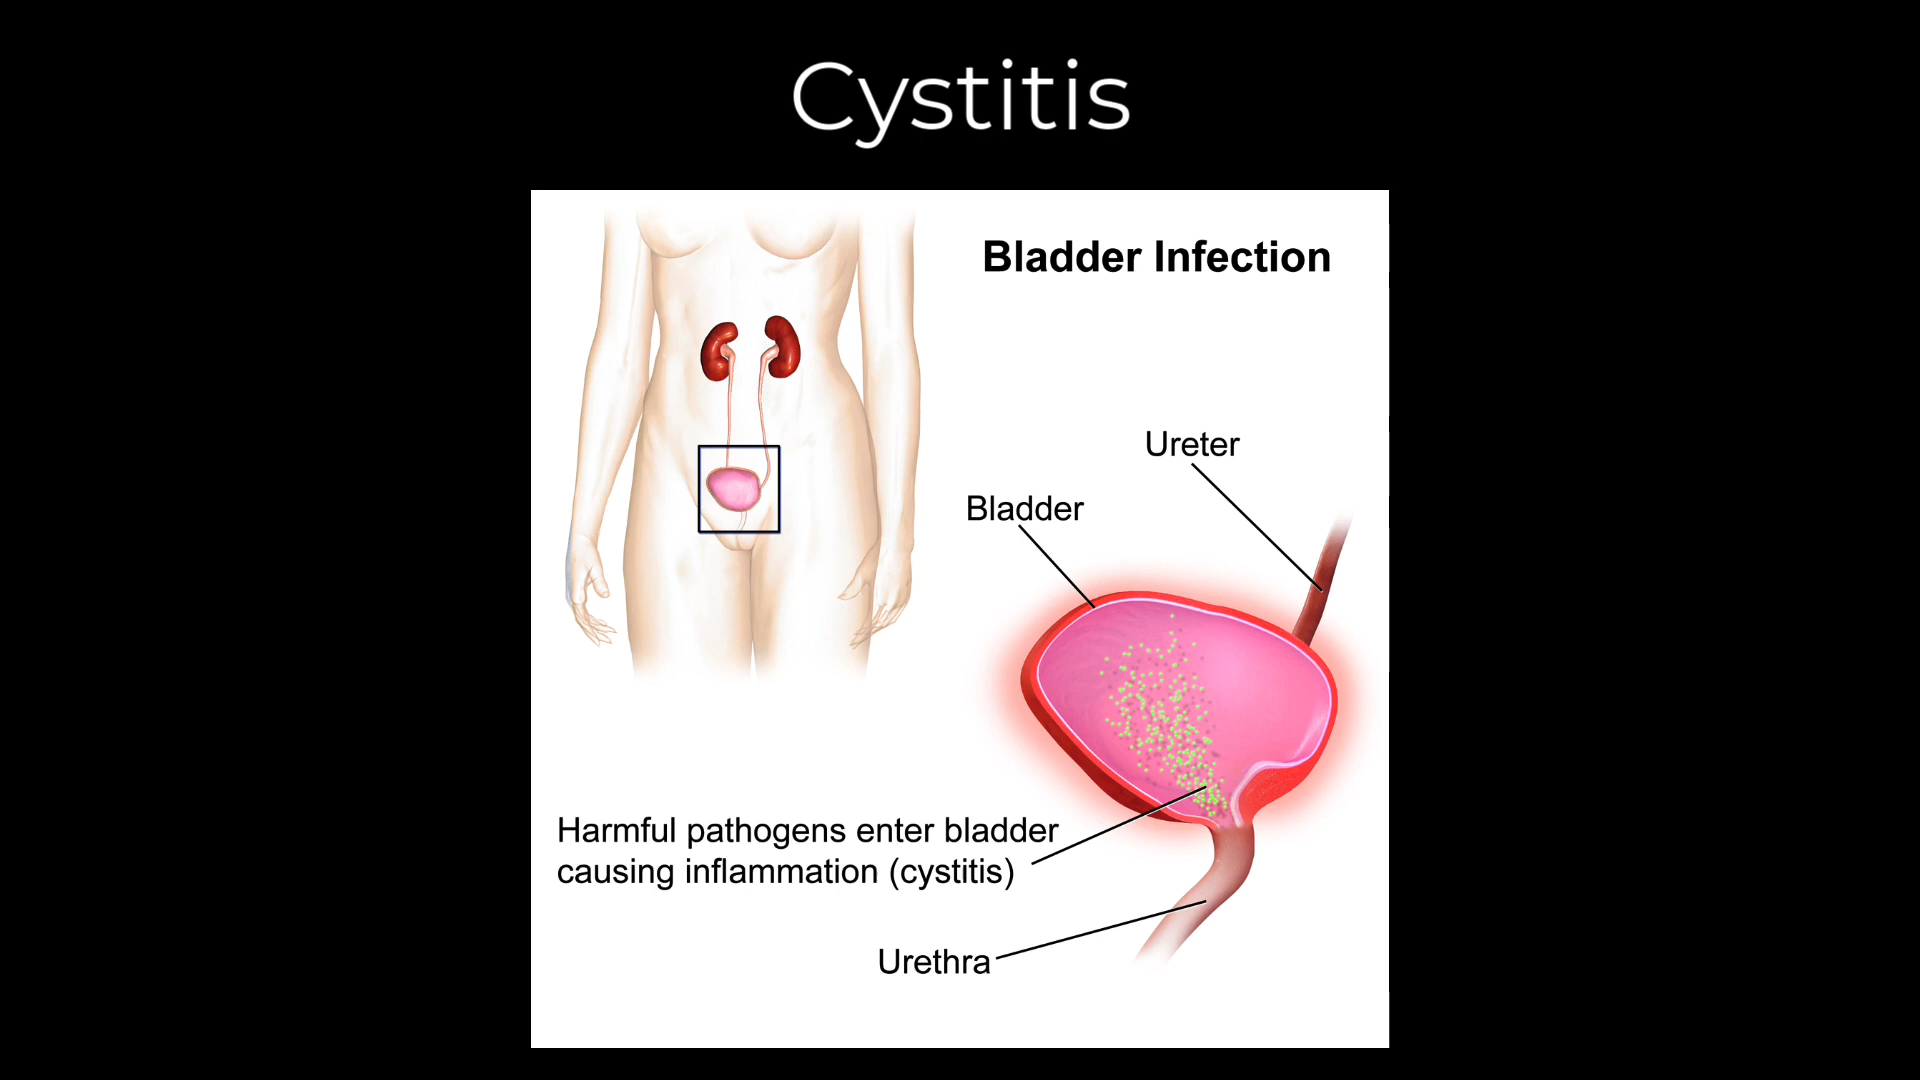 Cystitis
Bladder Infection
Ureter
Bladder
Harmful pathogens enter bladder
causing inflammation (cystitis)
Urethra